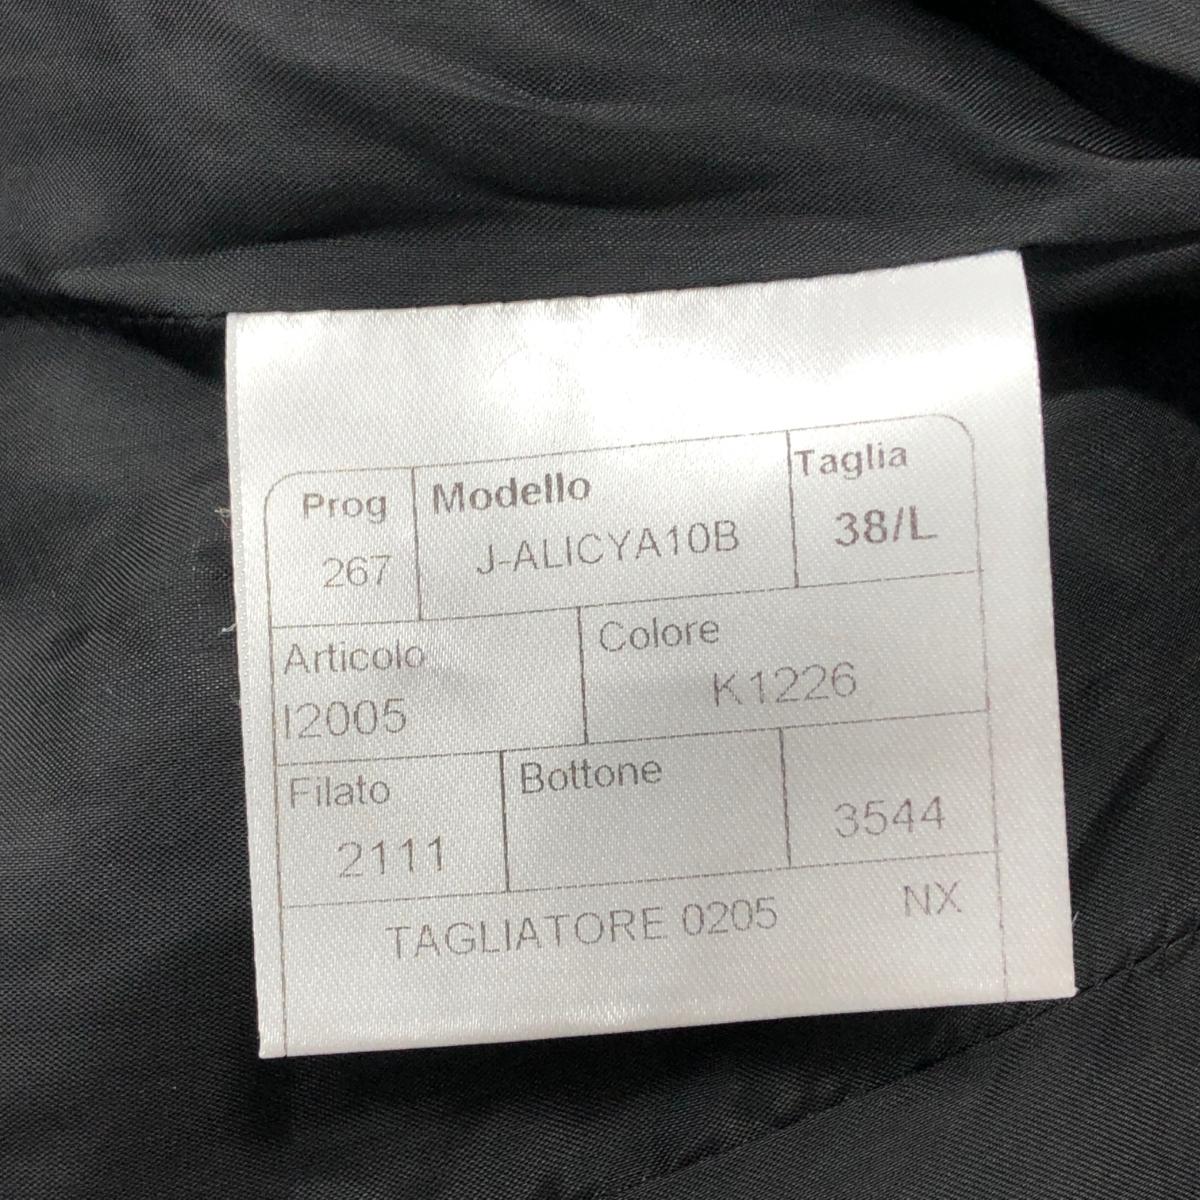 Prog Modello Taglia
267 J-ALICYA10B 38/L
Articolo Colore
I2005 K1226
Filato Bottone
2111 3544
TAGLIATORE 0205 NX